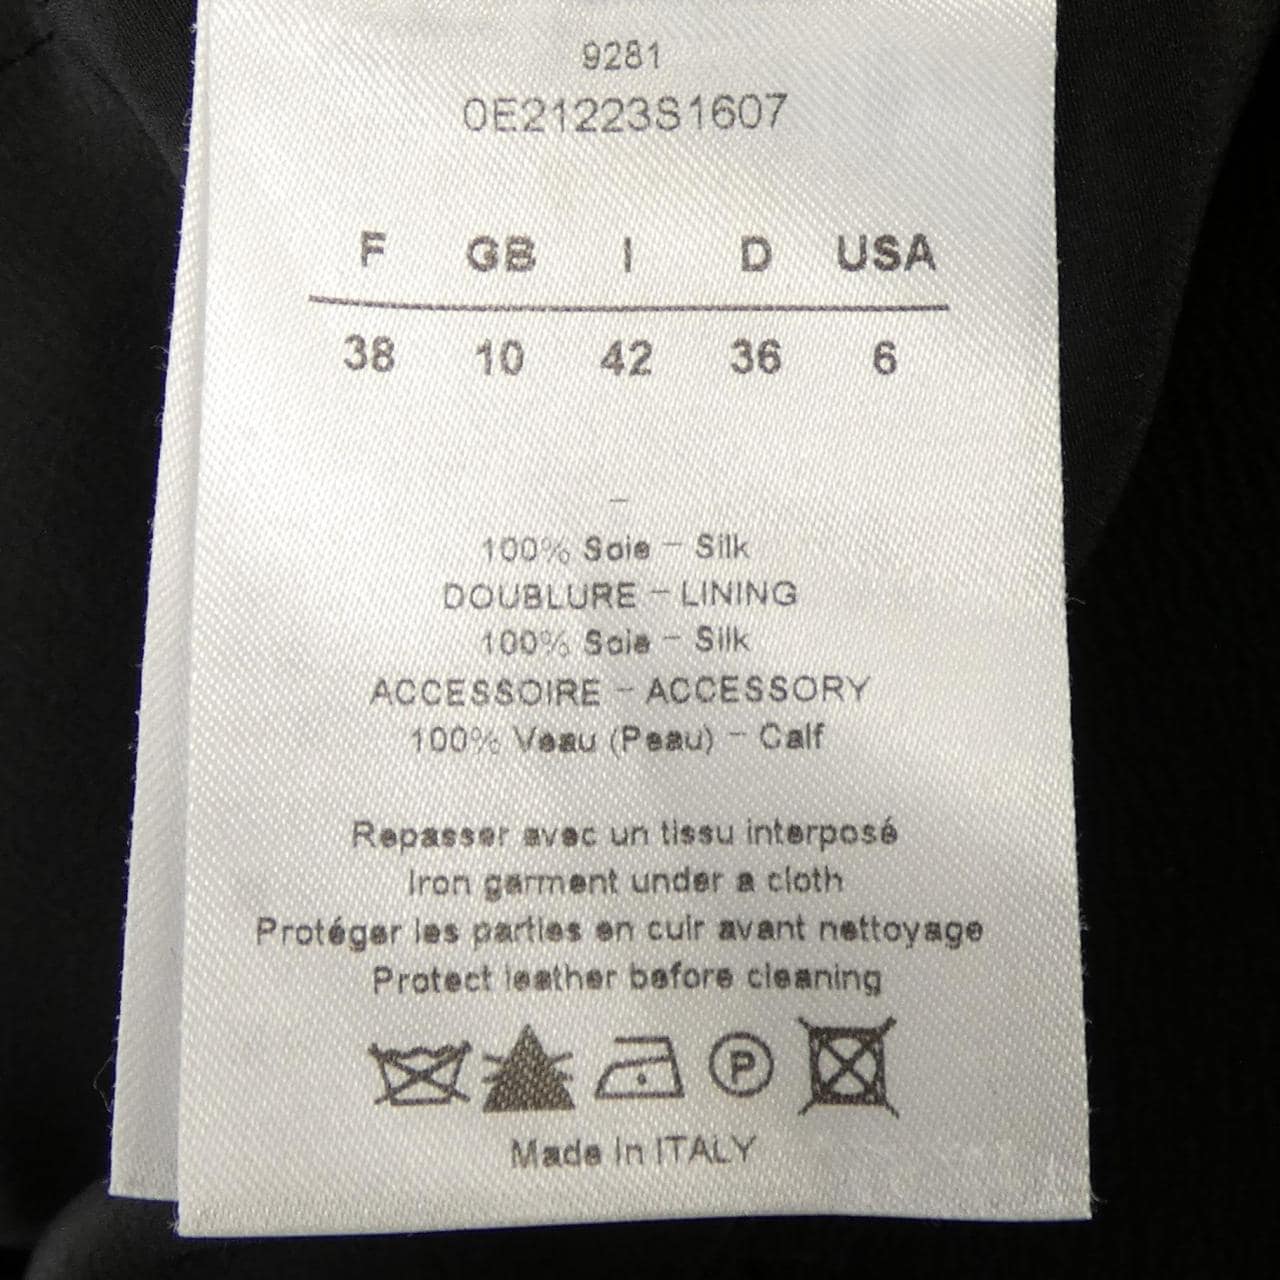 9281
0E21223S1607
F GB I D USA
38 10 42 36 6
–
100% Soie – Silk
DOUBLURE – LINING
100% Soie – Silk
ACCESSOIRE – ACCESSORY
100% Veau (Peau) – Calf
Repasser avec un tissu interposé
Iron garment under a cloth
Protéger les parties en cuir avant nettoyage
Protect leather before cleaning
P
Made in ITALY